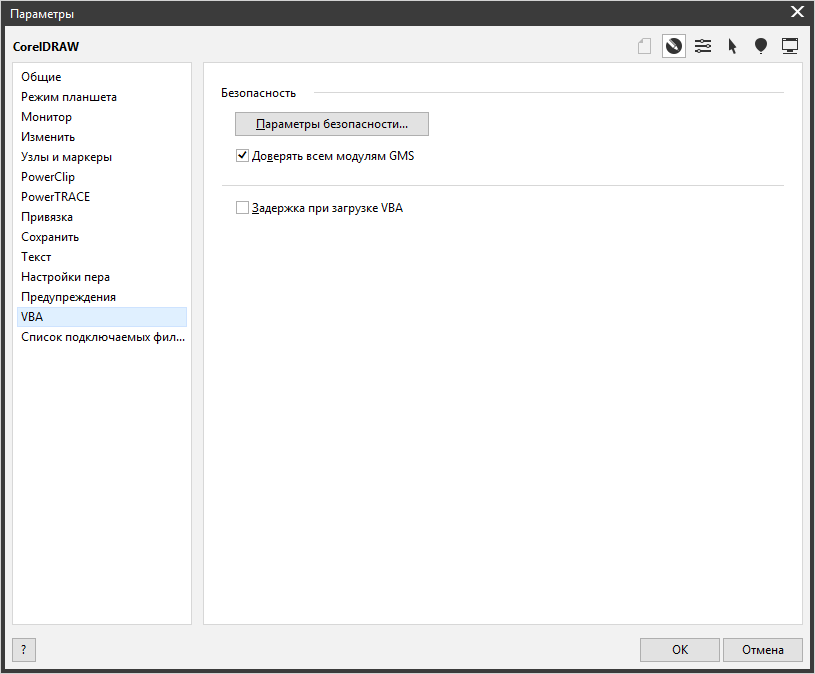 Параметры
CorelDRAW
Общие
Режим планшета
Монитор
Изменить
Узлы и маркеры
PowerClip
PowerTRACE
Привязка
Сохранить
Текст
Настройки пера
Предупреждения
VBA
Список подключаемых фил...
Безопасность
Параметры безопасности...
Доверять всем модулям GMS
Задержка при загрузке VBA
?
OK
Отмена